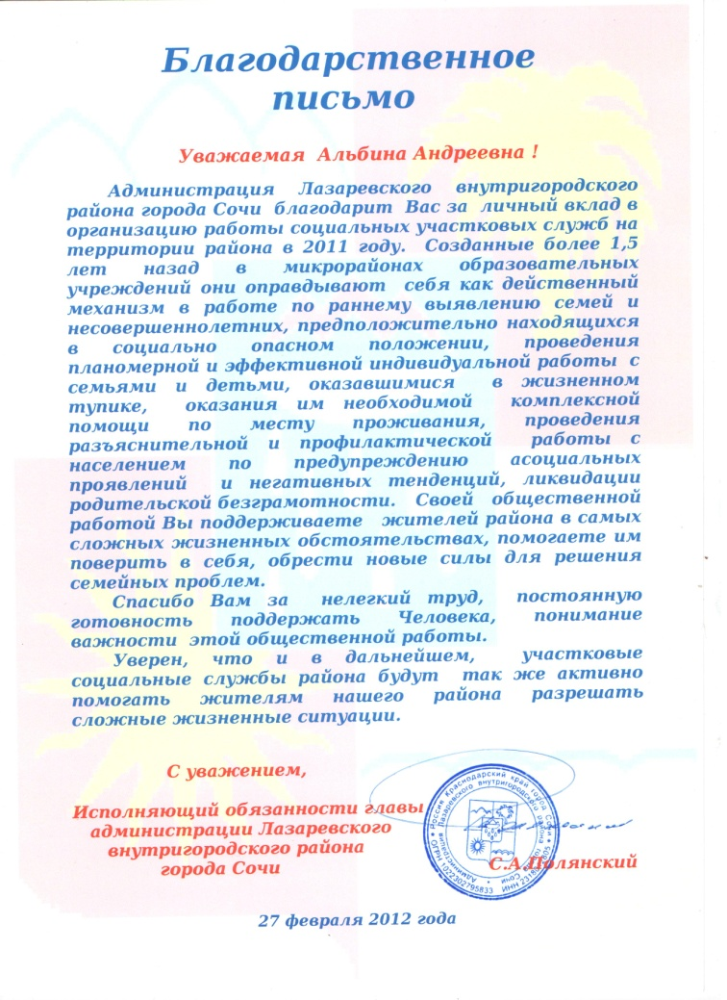 Благодарственное
письмо
Уважаемая Альбина Андреевна !
Администрация Лазаревского внутригородского
района города Сочи благодарит Вас за личный вклад в
организацию работы социальных участковых служб на
территории района в 2011 году. Созданные более 1,5
лет назад в микрорайонах образовательных
учреждений они оправдывают себя как действенный
механизм в работе по раннему выявлению семей и
несовершеннолетних, предположительно находящихся
в социально опасном положении, проведения
планомерной и эффективной индивидуальной работы с
семьями и детьми, оказавшимися в жизненном
тупике, оказания им необходимой комплексной
помощи по месту проживания, проведения
разъяснительной и профилактической работы с
населением по предупреждению асоциальных
проявлений и негативных тенденций, ликвидации
родительской безграмотности. Своей общественной
работой Вы поддерживаете жителей района в самых
сложных жизненных обстоятельствах, помогаете им
поверить в себя, обрести новые силы для решения
семейных проблем.
Спасибо Вам за нелегкий труд, постоянную
готовность поддержать Человека, понимание
важности этой общественной работы.
Уверен, что и в дальнейшем, участковые
социальные службы района будут так же активно
помогать жителям нашего района разрешать
сложные жизненные ситуации.
С уважением,
Исполняющий обязанности главы
администрации Лазаревского
внутригородского района
города Сочи
С.А.Полянский
Россия Краснодарский край город Сочи
Администрация Лазаревского внутригородского района города Сочи
ОГРН 1022302795833 ИНН
27 февраля 2012 года